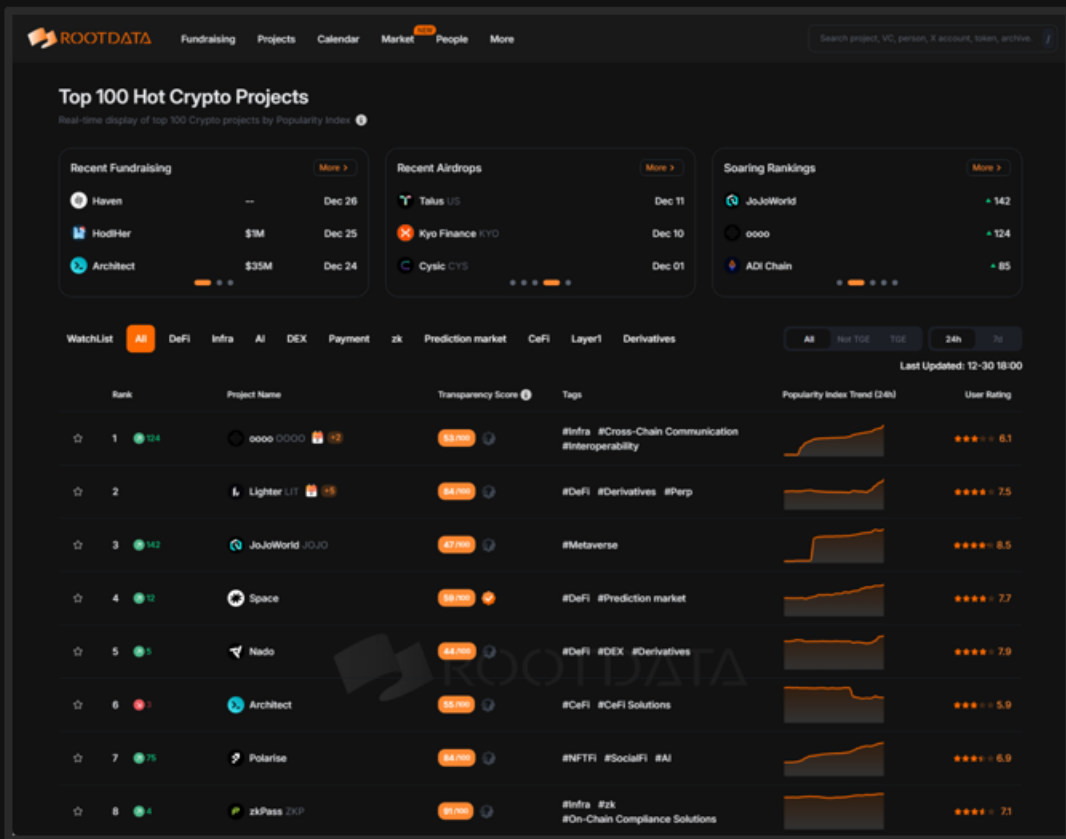 ROOTDATA Fundraising Projects Calendar Market NEW People More Search project, VC, person, X account, token, archive. /
Top 100 Hot Crypto Projects
Real-time display of top 100 Crypto projects by Popularity Index
Recent Fundraising More >
Haven -- Dec 26
HodlHer $1M Dec 25
Architect $35M Dec 24
Recent Airdrops More >
Talus US Dec 11
Kyo Finance KYO Dec 10
Cysic CYS Dec 01
Soaring Rankings More >
JoJoWorld 142
oooo 124
ADI Chain 85
WatchList All DeFi Infra AI DEX Payment zk Prediction market CeFi Layer1 Derivatives All Not TGE TGE 24h 7d
Last Updated: 12-30 18:00
Rank Project Name Transparency Score Tags Popularity Index Trend (24h) User Rating
1 124 oooo OOOO +2 53/100 #Infra #Cross-Chain Communication 6.1
#Interoperability
2 Lighter LIT +5 /100 #DeFi #Derivatives #Perp 7.5
3 142 JoJoWorld JOJO 47/100 #Metaverse 8.5
4 12 Space /100 #DeFi #Prediction market 7.7
5 5 Nado 44/100 #DeFi #DEX #Derivatives 7.9
6 3 Architect 55/100 #CeFi #CeFi Solutions 5.9
7 75 Polarise /100 #NFTFi #SocialFi #AI 6.9
8 4 zkPass ZKP /100 #Infra #zk 7.1
#On-Chain Compliance Solutions
ROOTDATA